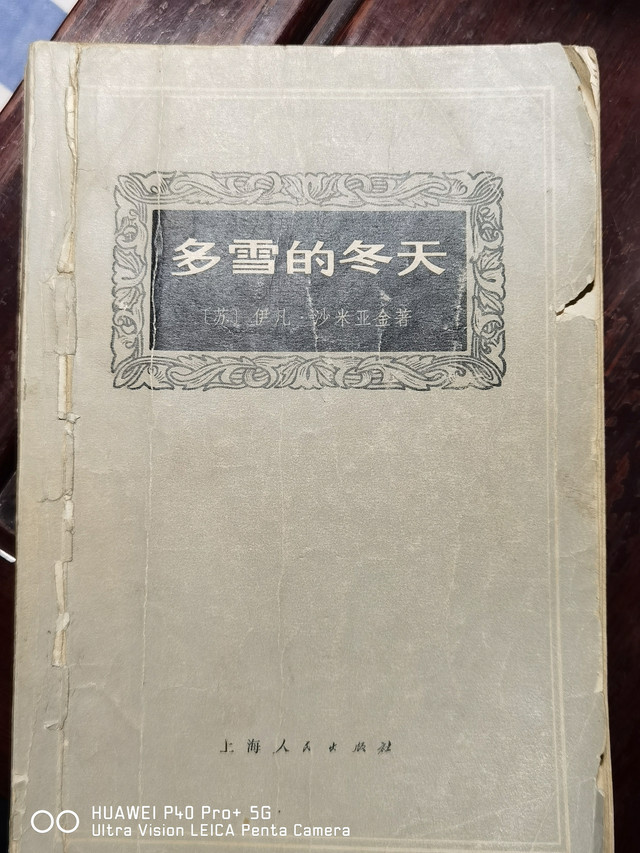 多雪的冬天
〔苏〕伊凡·沙米亚金著
上海人民出版社
HUAWEI P40 Pro+ 5G
Ultra Vision LEICA Penta Camera